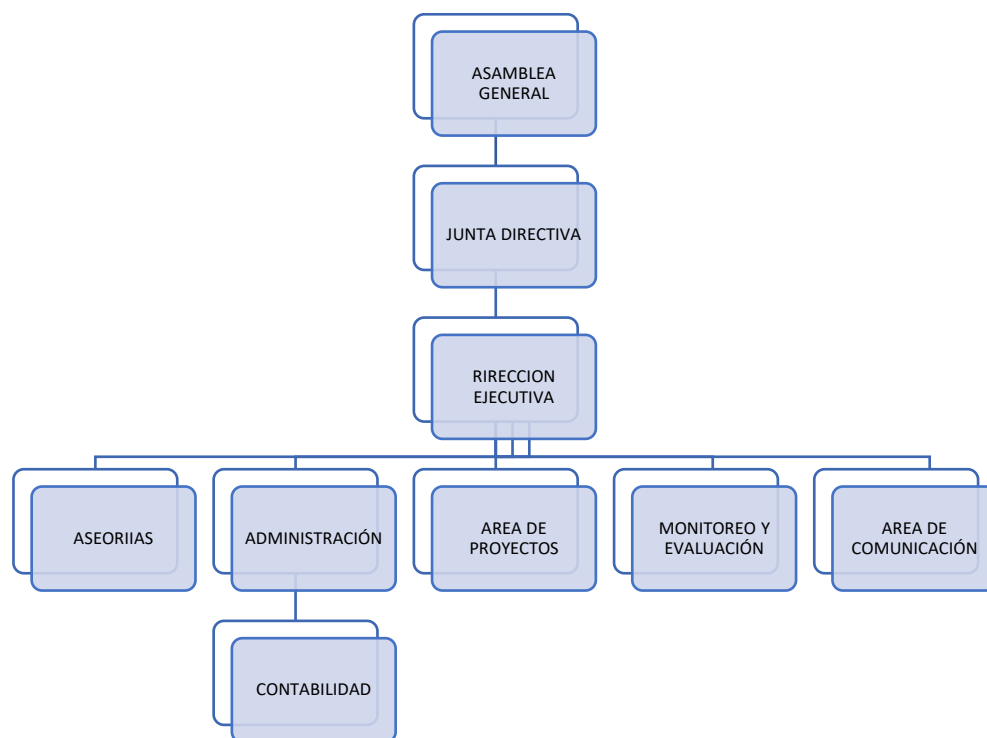 ASAMBLEA
GENERAL
JUNTA DIRECTIVA
RIRECCION
EJECUTIVA
ASEORIIAS
ADMINISTRACIÓN
AREA DE
PROYECTOS
MONITOREO Y
EVALUACIÓN
AREA DE
COMUNICACIÓN
CONTABILIDAD